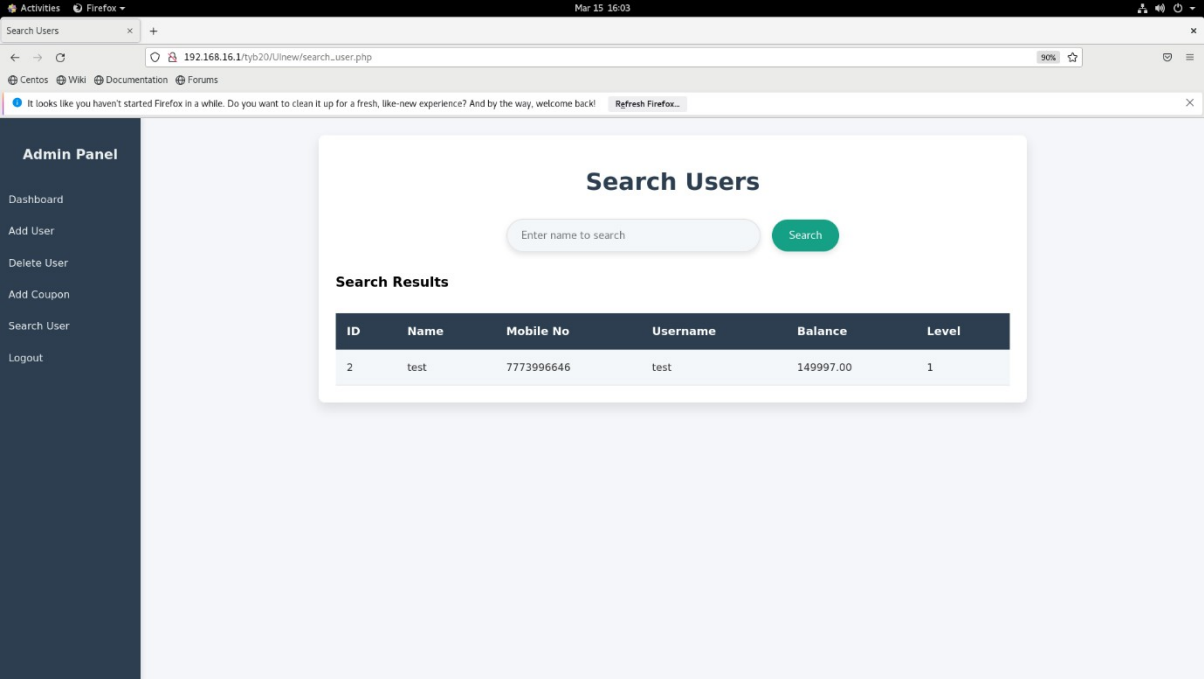 Activities Firefox Mar 15 16:03
Search Users × +
192.168.16.1/tyb20/UInew/search_user.php 90%
Centos Wiki Documentation Forums
It looks like you haven't started Firefox in a while. Do you want to clean it up for a fresh, like-new experience? And by the way, welcome back! Refresh Firefox...
Admin Panel
Dashboard
Add User
Delete User
Add Coupon
Search User
Logout
Search Users
Enter name to search Search
Search Results
ID Name Mobile No Username Balance Level
2 test 7773996646 test 149997.00 1